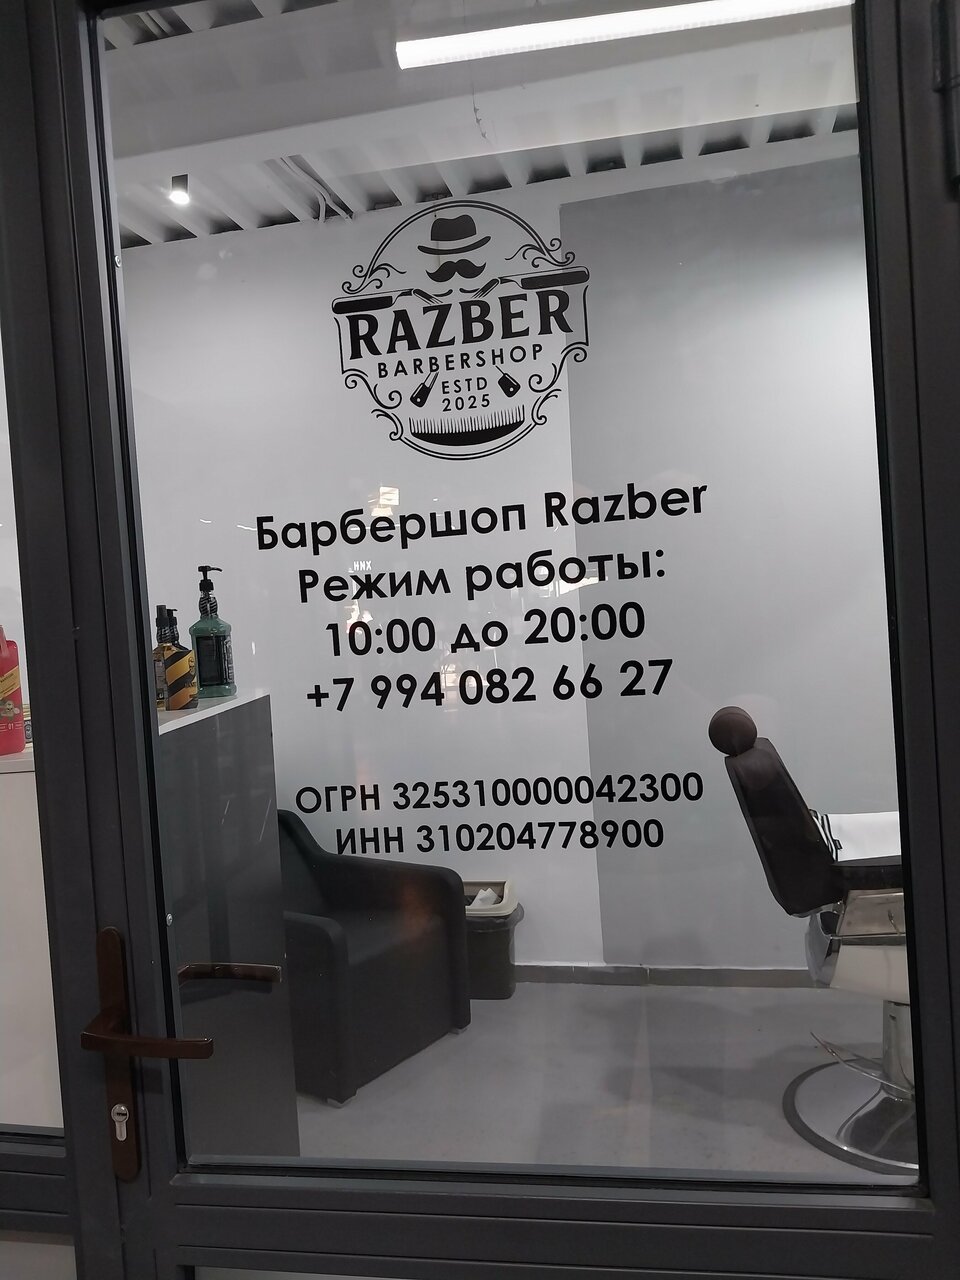 RAZBER
BARBERSHOP
ESTD
2025
Барбершоп Razber
Режим работы:
10:00 до 20:00
+7 994 082 66 27
ОГРН 325310000042300
ИНН 310204778900